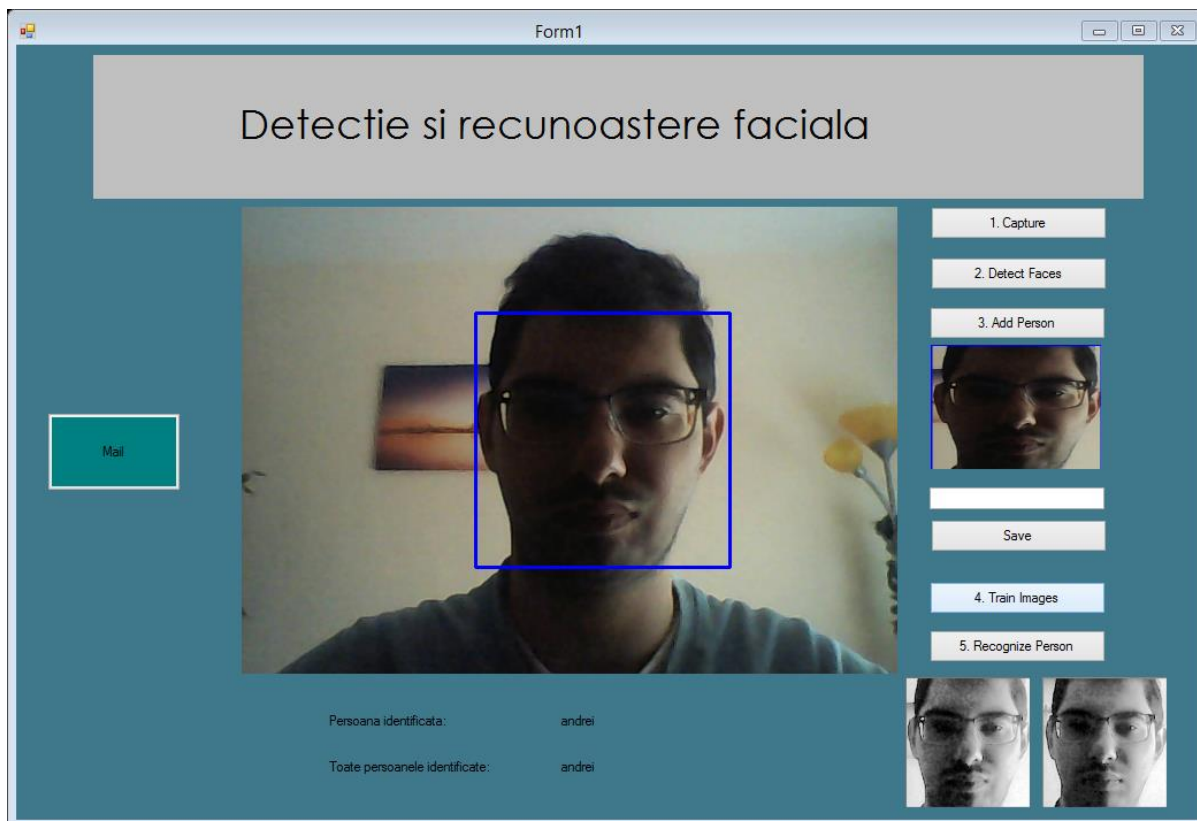 Form1
Detectie si recunoastere faciala
1. Capture
2. Detect Faces
3. Add Person
Mail
Save
4. Train Images
5. Recognize Person
Persoana identificata: andrei
Toate persoanele identificate: andrei